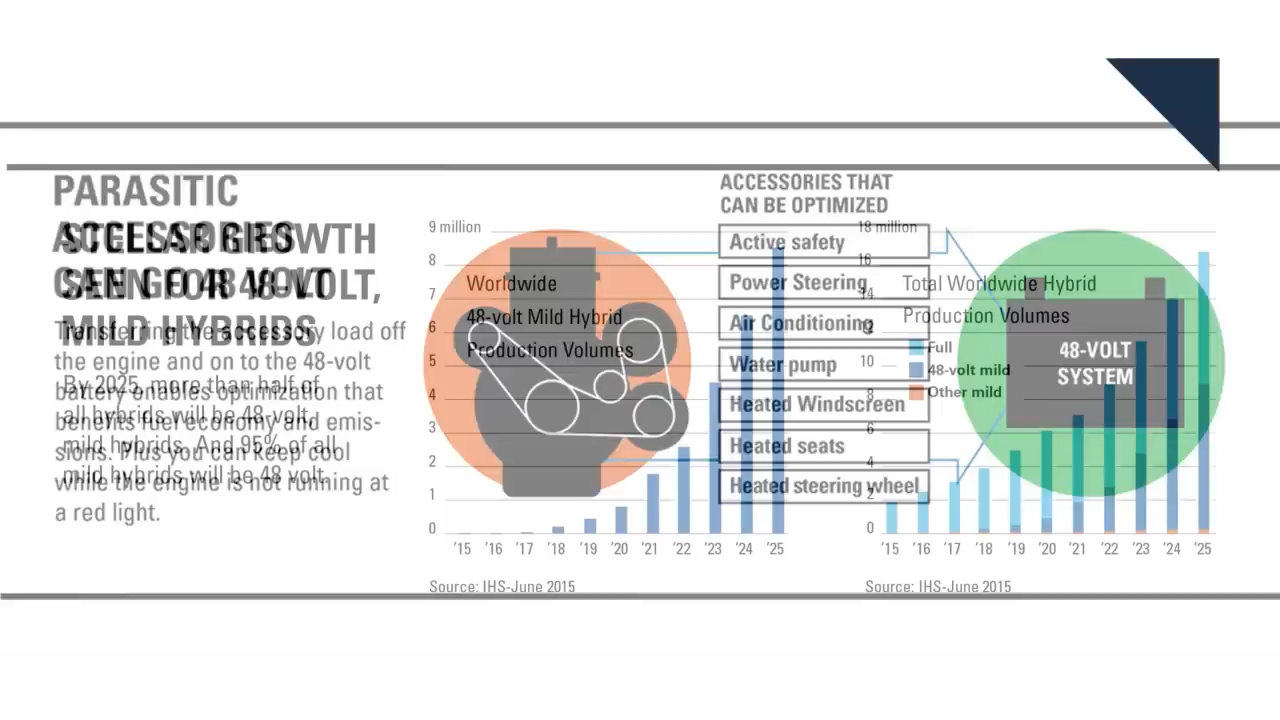 PARASITIC
ACCESSORIES
CAN GO 48-VOLT
Transferring the accessory load off
the engine and on to the 48-volt
battery enables optimization that
benefits fuel economy and emis-
sions. Plus you can keep cool
while the engine is not running at
a red light.
STELLAR GROWTH
SEEN FOR 48-VOLT,
MILD HYBRIDS
By 2025, more than half of
all hybrids will be 48-volt,
mild hybrids. And 95% of all
mild hybrids will be 48 volt.
9 million
8
7
6
5
4
3
2
1
0
Worldwide
48-volt Mild Hybrid
Production Volumes
'15 '16 '17 '18 '19 '20 '21 '22 '23 '24 '25
Source: IHS-June 2015
ACCESSORIES THAT
CAN BE OPTIMIZED
Active safety
Power Steering
Air Conditioning
Water pump
Heated Windscreen
Heated seats
Heated steering wheel
18 million
16
14
12
10
8
6
4
2
0
Total Worldwide Hybrid
Production Volumes
Full
48-volt mild
Other mild
48-VOLT
SYSTEM
'15 '16 '17 '18 '19 '20 '21 '22 '23 '24 '25
Source: IHS-June 2015